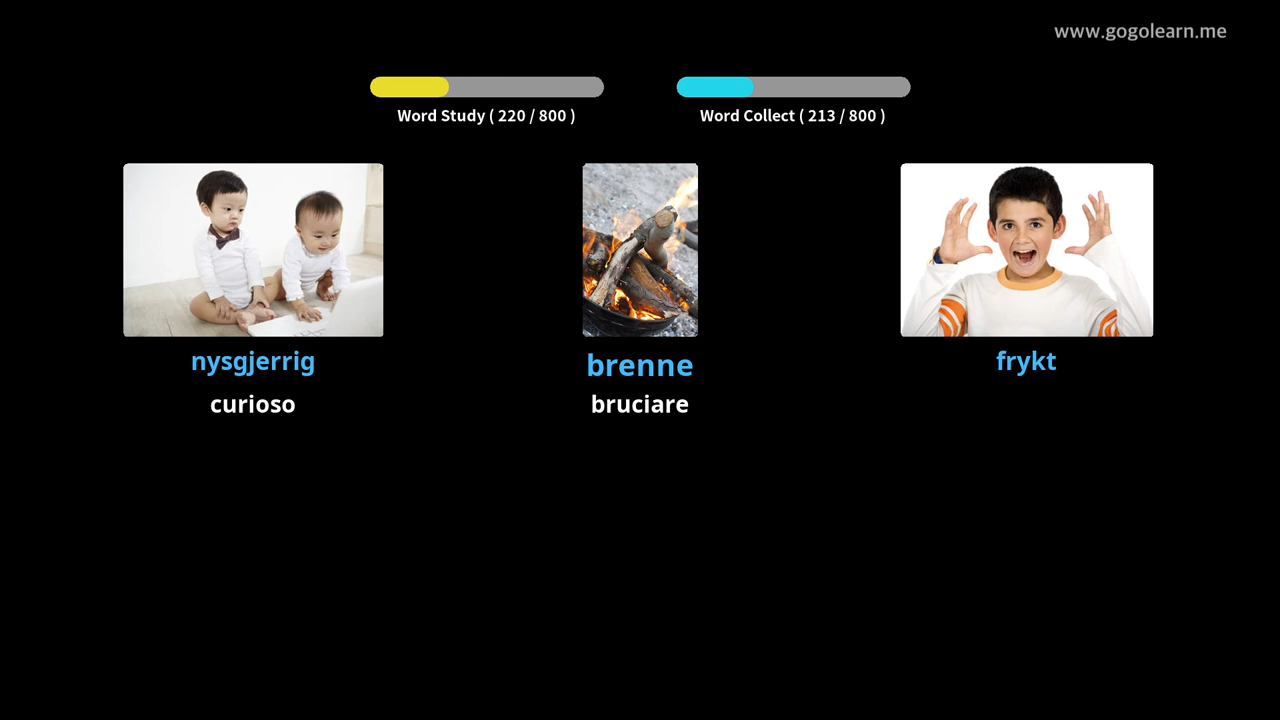 www.gogolearn.me
Word Study ( 220 / 800 )
Word Collect ( 213 / 800 )
nysgjerrig
brenne
frykt
curioso
bruciare